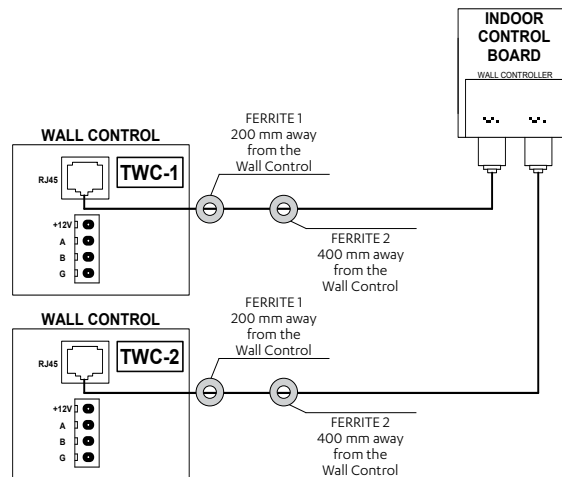 INDOOR
CONTROL
BOARD
WALL CONTROLLER
FERRITE 1
200 mm away
from the
Wall Control
WALL CONTROL
RJ45
TWC-1
+12V
A
B
G
FERRITE 2
400 mm away
from the
Wall Control
FERRITE 1
200 mm away
from the
Wall Control
WALL CONTROL
RJ45
TWC-2
+12V
A
B
G
FERRITE 2
400 mm away
from the
Wall Control